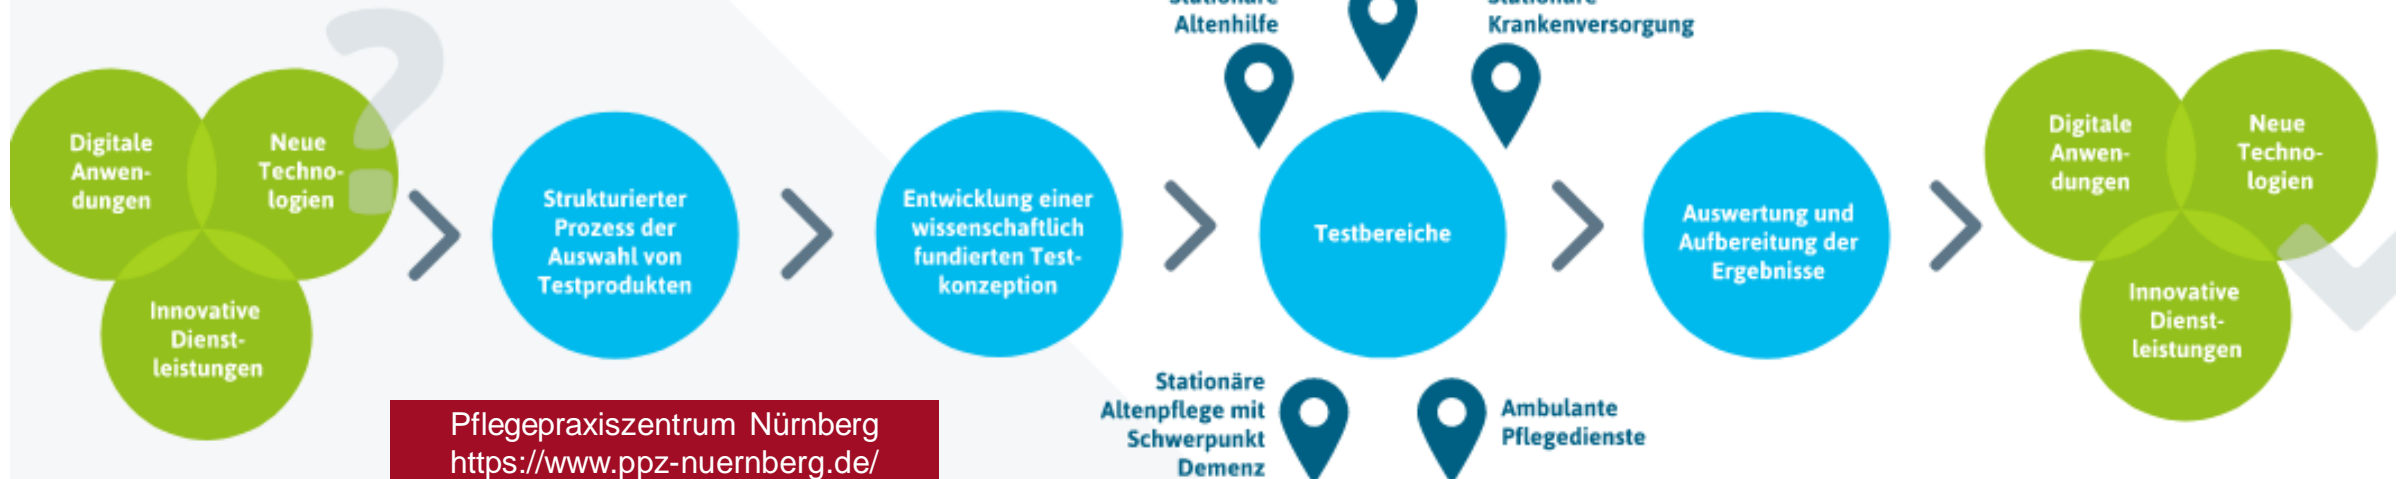 Digitale
Anwen-
dungen
Neue
Techno-
logien
Innovative
Dienst-
leistungen
Strukturierter
Prozess der
Auswahl von
Testprodukten
Entwicklung einer
wissenschaftlich
fundierten Test-
konzeption
Stationäre
Altenhilfe
Stationäre
Krankenversorgung
Testbereiche
Stationäre
Altenpflege mit
Schwerpunkt
Demenz
Ambulante
Pflegedienste
Auswertung und
Aufbereitung der
Ergebnisse
Digitale
Anwen-
dungen
Neue
Techno-
logien
Innovative
Dienst-
leistungen
Pflegepraxiszentrum Nürnberg
https://www.ppz-nuernberg.de/
?